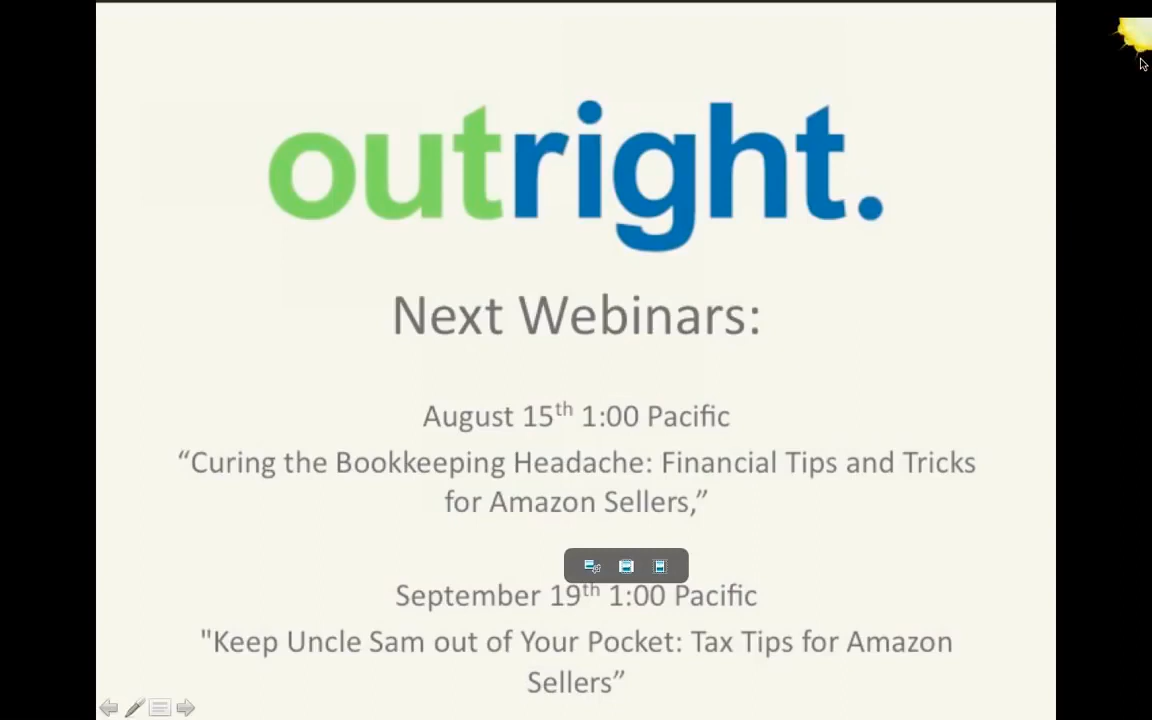 outright.
Next Webinars:
August 15th 1:00 Pacific
“Curing the Bookkeeping Headache: Financial Tips and Tricks
for Amazon Sellers,”
September 19th 1:00 Pacific
"Keep Uncle Sam out of Your Pocket: Tax Tips for Amazon
Sellers”